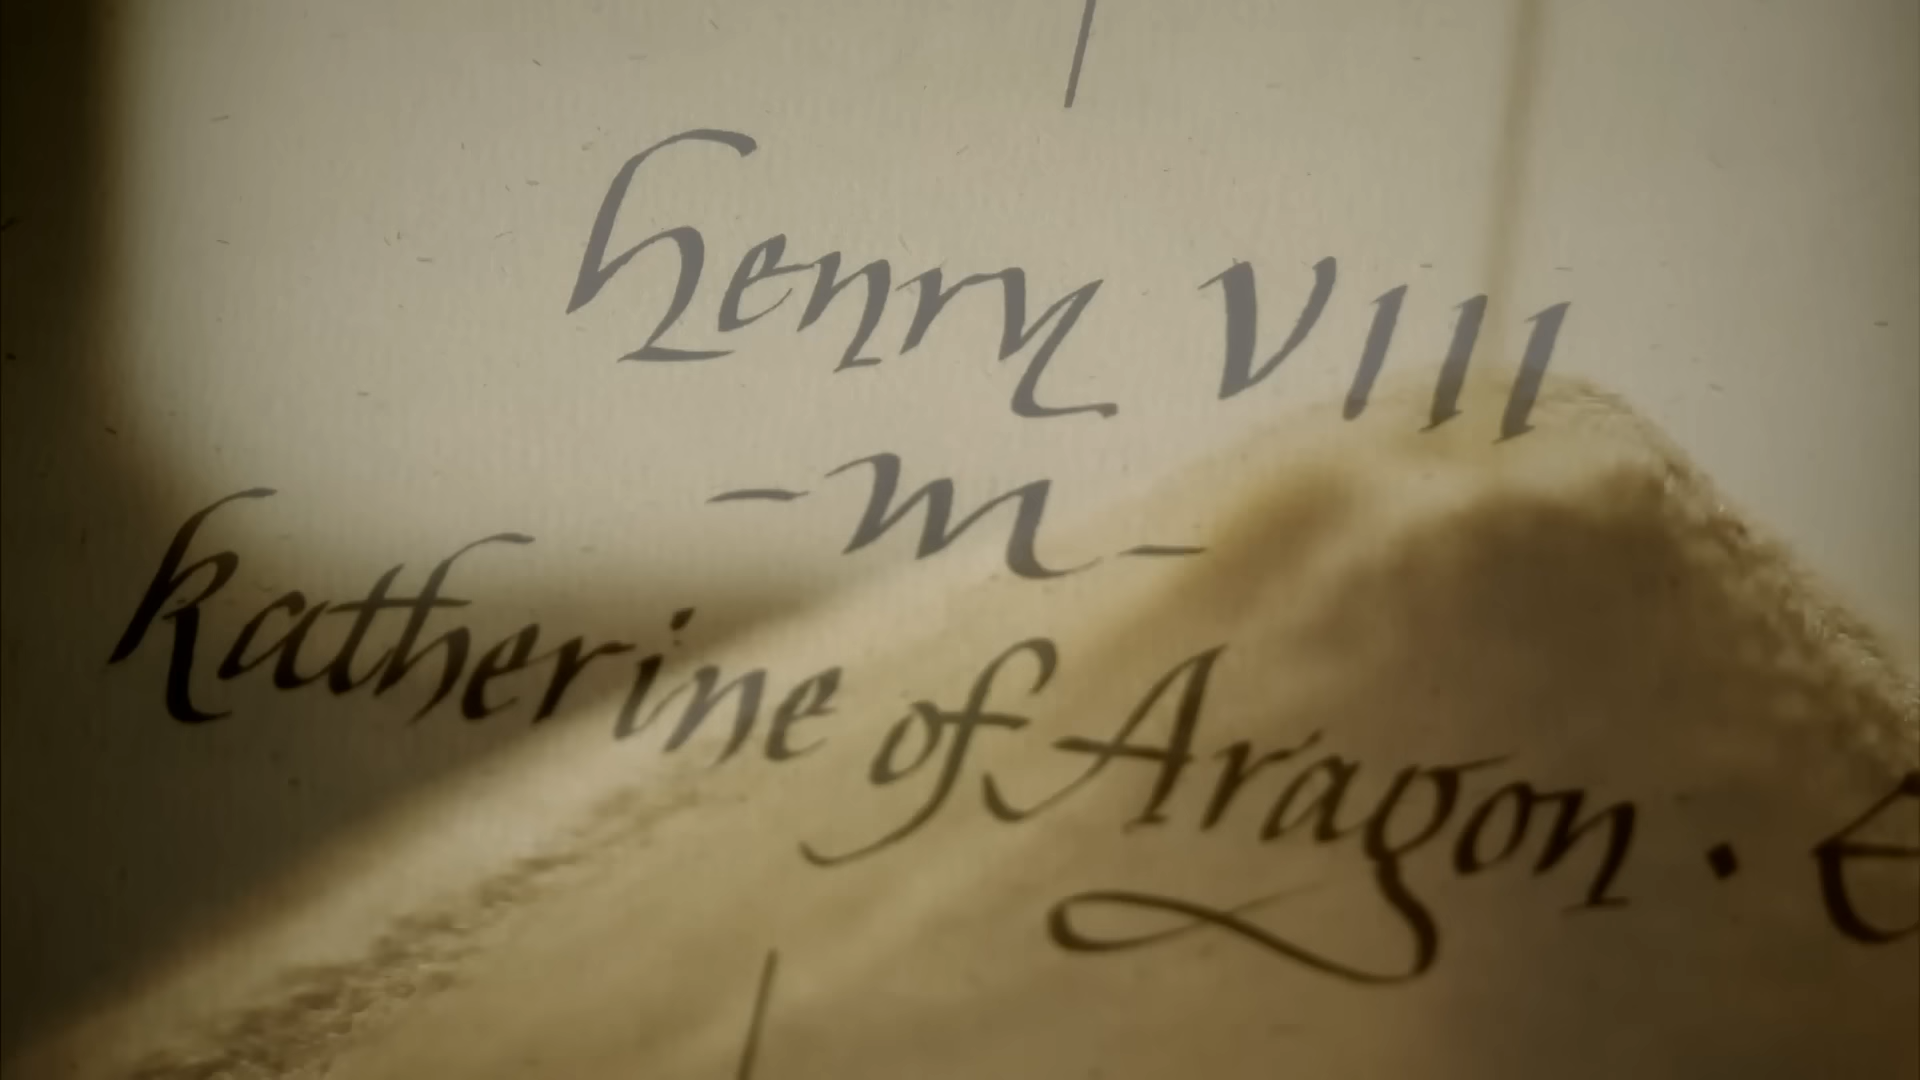 Henry VIII
-m-
Katherine of Aragon ·